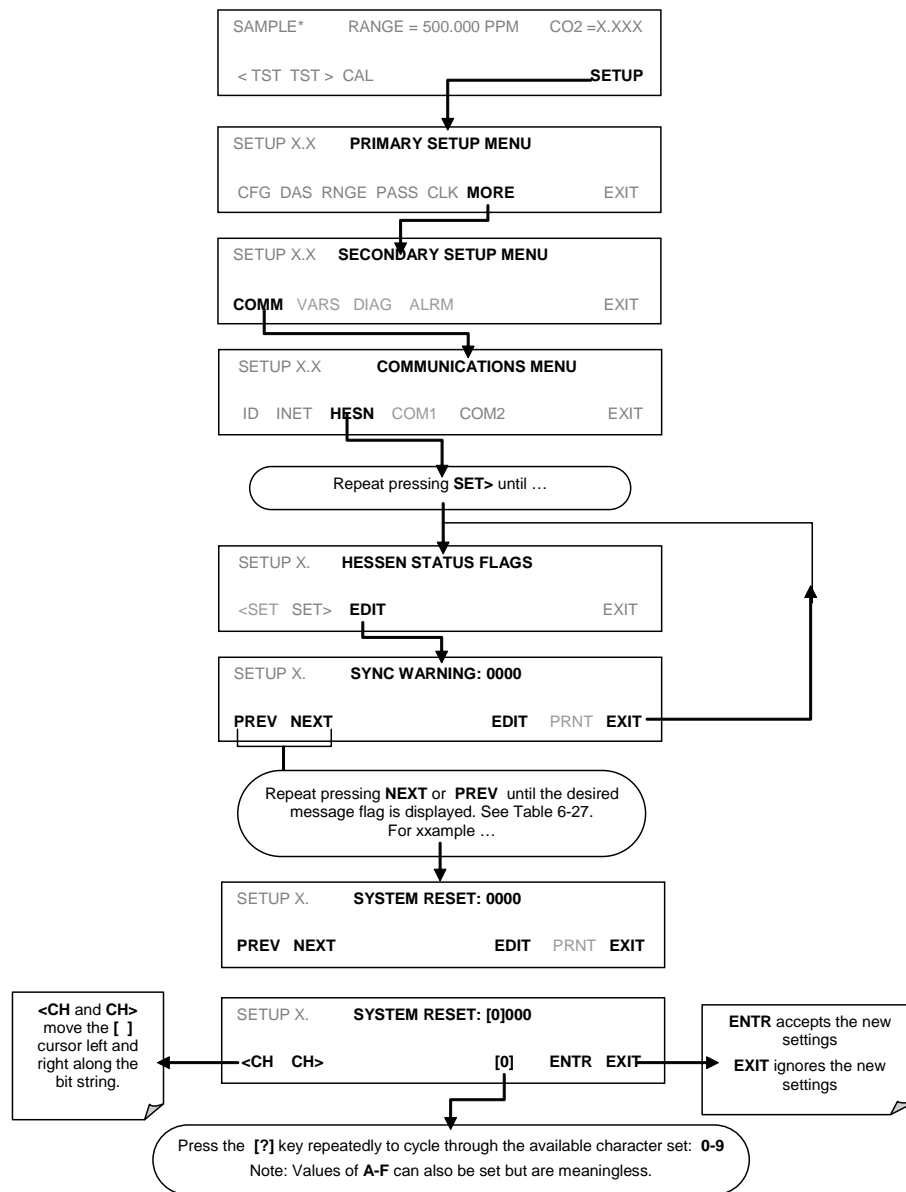 SAMPLE* RANGE = 500.000 PPM CO2 =X.XXX
< TST TST > CAL SETUP
SETUP X.X PRIMARY SETUP MENU
CFG DAS RNGE PASS CLK MORE EXIT
SETUP X.X SECONDARY SETUP MENU
COMM VARS DIAG ALRM EXIT
SETUP X.X COMMUNICATIONS MENU
ID INET HESN COM1 COM2 EXIT
Repeat pressing SET> until …
SETUP X. HESSEN STATUS FLAGS
<SET SET> EDIT EXIT
SETUP X. SYNC WARNING: 0000
PREV NEXT EDIT PRNT EXIT
Repeat pressing NEXT or PREV until the desired
message flag is displayed. See Table 6-27.
For xxample …
SETUP X. SYSTEM RESET: 0000
PREV NEXT EDIT PRNT EXIT
<CH and CH>
move the [ ]
cursor left and
right along the
bit string.
SETUP X. SYSTEM RESET: [0]000
<CH CH> [0] ENTR EXIT
ENTR accepts the new
settings
EXIT ignores the new
settings
Press the [?] key repeatedly to cycle through the available character set: 0-9
Note: Values of A-F can also be set but are meaningless.